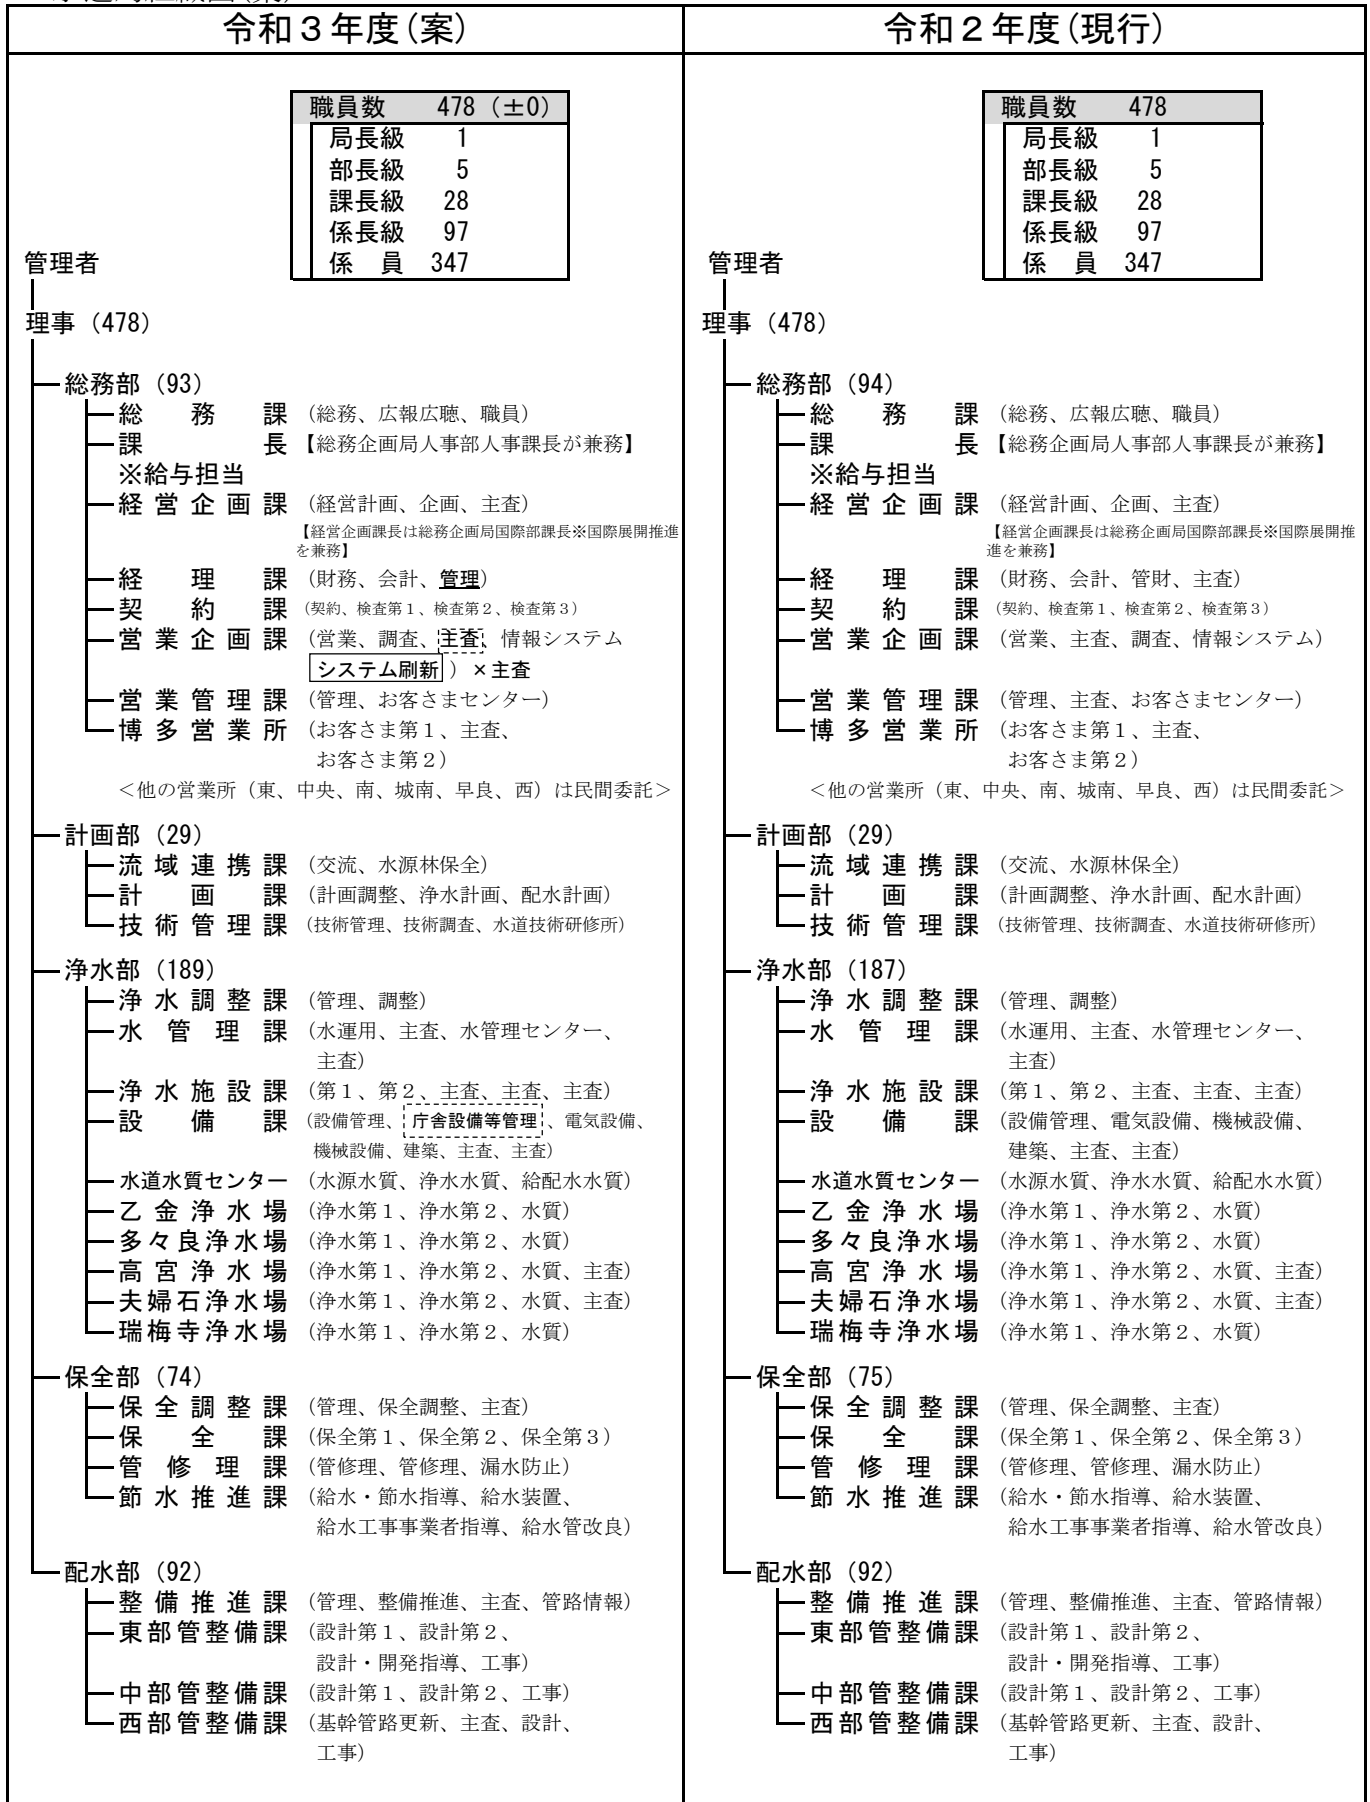 令和３年度(案)
職員数 478 (±0)
局長級 1
部長級 5
課長級 28
係長級 97
係 員 347
管理者
理事 (478)
総務部 (93)
総務課 (総務、広報広聴、職員)
課長 【総務企画局人事部人事課長が兼務】
※給与担当
経営企画課 (経営計画、企画、主査)
【経営企画課長は総務企画局国際部課長※国際展開推進
を兼務】
経理課 (財務、会計、管理)
契約課 (契約、検査第１、検査第２、検査第３)
営業企画課 (営業、調査、主査、情報システム
システム刷新) ×主査
営業管理課 (管理、お客さまセンター)
博多営業所 (お客さま第１、主査、
お客さま第２)
<他の営業所（東、中央、南、城南、早良、西）は民間委託>
計画部 (29)
流域連携課 (交流、水源林保全)
計画課 (計画調整、浄水計画、配水計画)
技術管理課 (技術管理、技術調査、水道技術研修所)
浄水部 (189)
浄水調整課 (管理、調整)
水管理課 (水運用、主査、水管理センター、
主査)
浄水施設課 (第１、第２、主査、主査、主査)
設備課 (設備管理、庁舎設備等管理、電気設備、
機械設備、建築、主査、主査)
水道水質センター (水源水質、浄水水質、給配水水質)
乙金浄水場 (浄水第１、浄水第２、水質)
多々良浄水場 (浄水第１、浄水第２、水質)
高宮浄水場 (浄水第１、浄水第２、水質、主査)
夫婦石浄水場 (浄水第１、浄水第２、水質、主査)
瑞梅寺浄水場 (浄水第１、浄水第２、水質)
保全部 (74)
保全調整課 (管理、保全調整、主査)
保全課 (保全第１、保全第２、保全第３)
管修理課 (管修理、管修理、漏水防止)
節水推進課 (給水・節水指導、給水装置、
給水工事事業者指導、給水管改良)
配水部 (92)
整備推進課 (管理、整備推進、主査、管路情報)
東部管整備課 (設計第１、設計第２、
設計・開発指導、工事)
中部管整備課 (設計第１、設計第２、工事)
西部管整備課 (基幹管路更新、主査、設計、
工事)
令和２年度(現行)
職員数 478
局長級 1
部長級 5
課長級 28
係長級 97
係 員 347
管理者
理事 (478)
総務部 (94)
総務課 (総務、広報広聴、職員)
課長 【総務企画局人事部人事課長が兼務】
※給与担当
経営企画課 (経営計画、企画、主査)
【経営企画課長は総務企画局国際部課長※国際展開推
進を兼務】
経理課 (財務、会計、管財、主査)
契約課 (契約、検査第１、検査第２、検査第３)
営業企画課 (営業、主査、調査、情報システム)
営業管理課 (管理、主査、お客さまセンター)
博多営業所 (お客さま第１、主査、
お客さま第２)
<他の営業所（東、中央、南、城南、早良、西）は民間委託>
計画部 (29)
流域連携課 (交流、水源林保全)
計画課 (計画調整、浄水計画、配水計画)
技術管理課 (技術管理、技術調査、水道技術研修所)
浄水部 (187)
浄水調整課 (管理、調整)
水管理課 (水運用、主査、水管理センター、
主査)
浄水施設課 (第１、第２、主査、主査、主査)
設備課 (設備管理、電気設備、機械設備、
建築、主査、主査)
水道水質センター (水源水質、浄水水質、給配水水質)
乙金浄水場 (浄水第１、浄水第２、水質)
多々良浄水場 (浄水第１、浄水第２、水質)
高宮浄水場 (浄水第１、浄水第２、水質、主査)
夫婦石浄水場 (浄水第１、浄水第２、水質、主査)
瑞梅寺浄水場 (浄水第１、浄水第２、水質)
保全部 (75)
保全調整課 (管理、保全調整、主査)
保全課 (保全第１、保全第２、保全第３)
管修理課 (管修理、管修理、漏水防止)
節水推進課 (給水・節水指導、給水装置、
給水工事事業者指導、給水管改良)
配水部 (92)
整備推進課 (管理、整備推進、主査、管路情報)
東部管整備課 (設計第１、設計第２、
設計・開発指導、工事)
中部管整備課 (設計第１、設計第２、工事)
西部管整備課 (基幹管路更新、主査、設計、
工事)